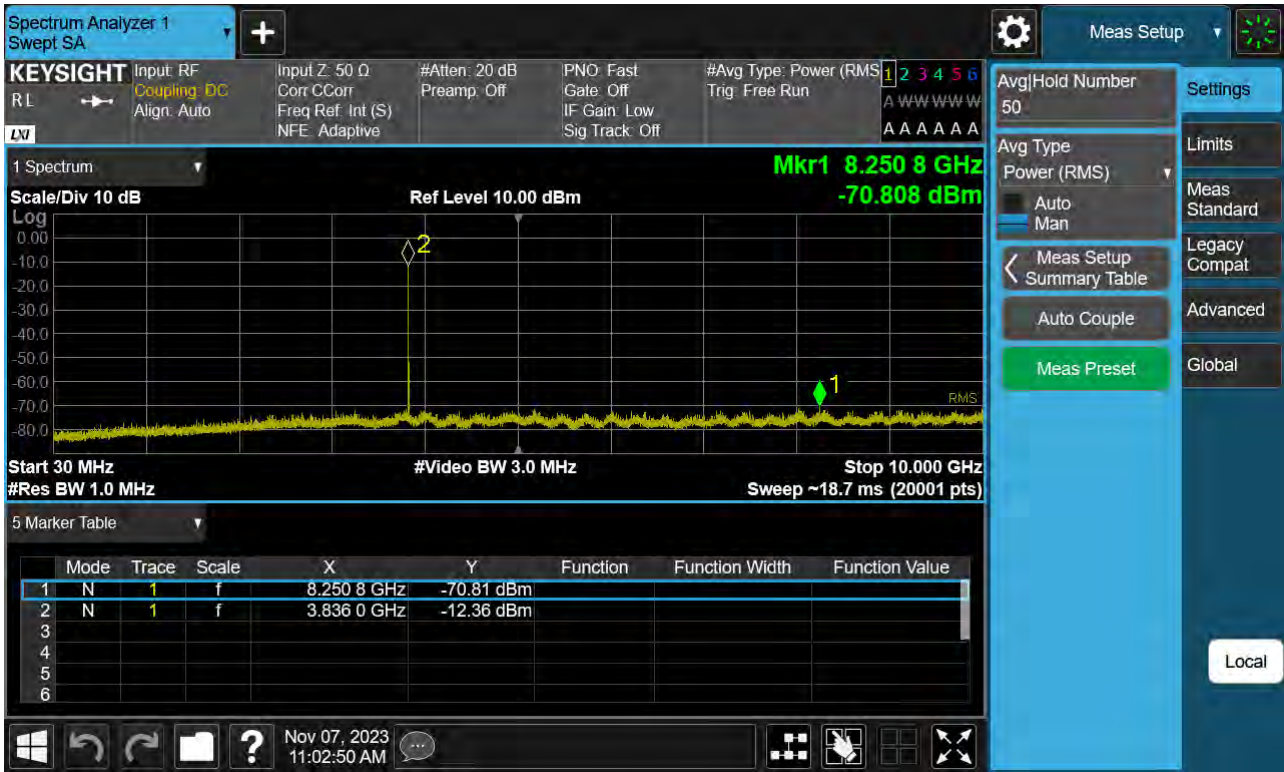 Spectrum Analyzer 1
Swept SA
Meas Setup
KEYSIGHT
RL
LXI
Input: RF
Coupling: DC
Align: Auto
Input Z: 50 Ω
Corr CCorr
Freq Ref: Int (S)
NFE: Adaptive
#Atten: 20 dB
Preamp: Off
PNO: Fast
Gate: Off
IF Gain: Low
Sig Track: Off
#Avg Type: Power (RMS
Trig: Free Run
1 2 3 4 5 6
A W W W W W
A A A A A A
1 Spectrum
Mkr1 8.250 8 GHz
-70.808 dBm
Scale/Div 10 dB
Ref Level 10.00 dBm
Log
0.00
-10.0
-20.0
-30.0
-40.0
-50.0
-60.0
-70.0
-80.0
2
1
RMS
Start 30 MHz
#Video BW 3.0 MHz
Stop 10.000 GHz
#Res BW 1.0 MHz
Sweep ~18.7 ms (20001 pts)
5 Marker Table
Mode Trace Scale X Y Function Function Width Function Value
1 N 1 f 8.250 8 GHz -70.81 dBm
2 N 1 f 3.836 0 GHz -12.36 dBm
3
4
5
6
Avg|Hold Number
50
Avg Type
Power (RMS)
Auto
Man
Meas Setup
Summary Table
Auto Couple
Meas Preset
Settings
Limits
Meas
Standard
Legacy
Compat
Advanced
Global
Local
?
Nov 07, 2023
11:02:50 AM